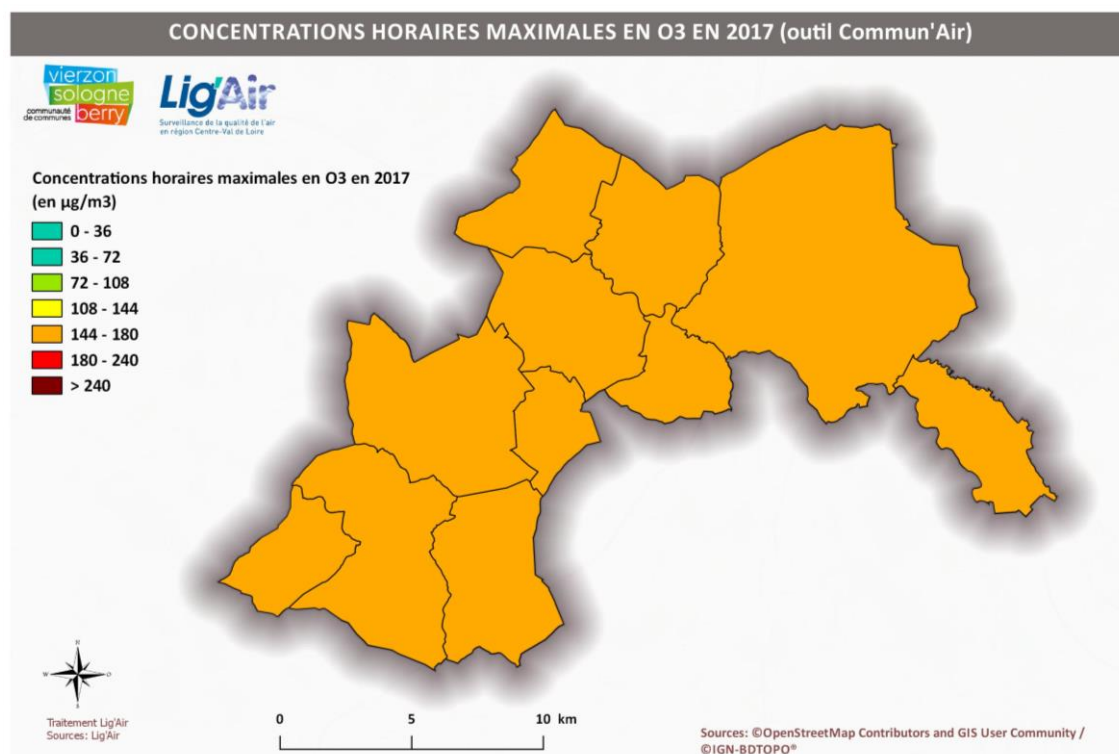 CONCENTRATIONS HORAIRES MAXIMALES EN O3 EN 2017 (outil Commun'Air)
vierzon
sologne
berry
communauté
de communes
Lig'Air
Surveillance de la qualité de l'air
en région Centre-Val de Loire
Concentrations horaires maximales en O3 en 2017
(en µg/m3)
0 - 36
36 - 72
72 - 108
108 - 144
144 - 180
180 - 240
> 240
N
W
O
S
Traitement Lig'Air
Sources: Lig'Air
0 5 10 km
Sources: ©OpenStreetMap Contributors and GIS User Community /
©IGN-BDTOPO®